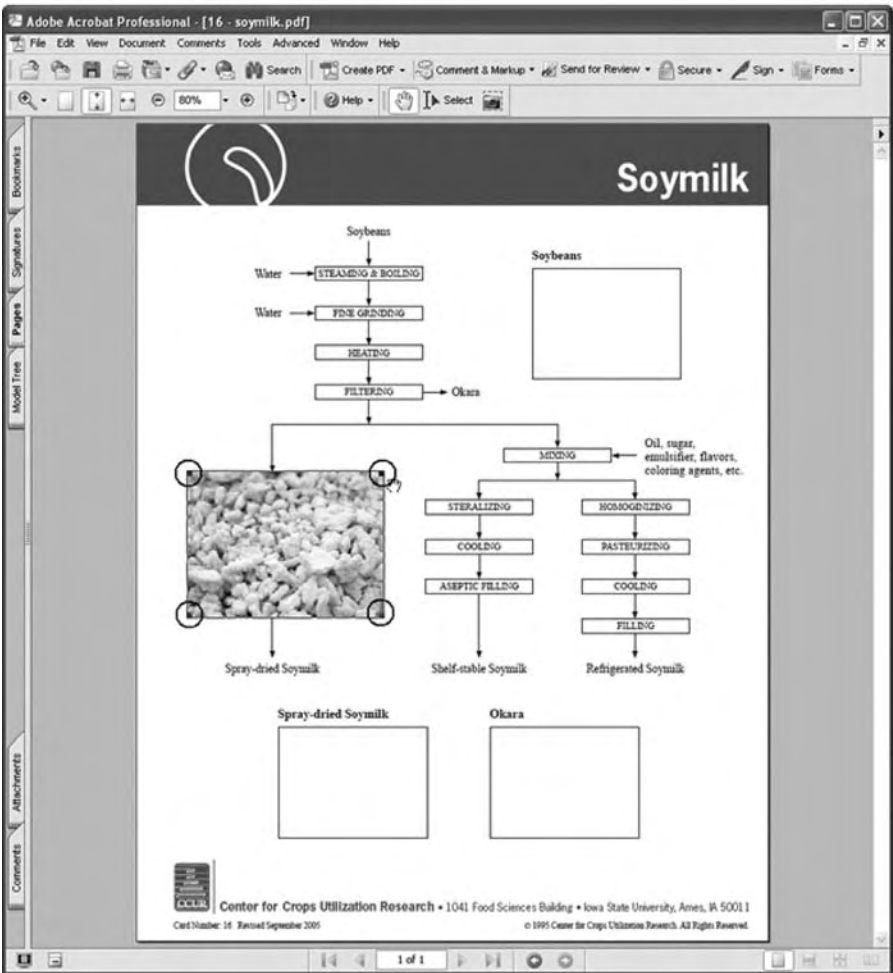 Adobe Acrobat Professional - [16 - soymilk.pdf]
File Edit View Document Comments Tools Advanced Window Help
Search Create PDF Comment & Markup Send for Review Secure Sign Forms
80% Help Select
Bookmarks
Signatures
Pages
Model Tree
Attachments
Comments
Soymilk
Soybeans
Water STEAMING & BOILING
Water FINE GRINDING
HEATING
FILTERING Okara
Soybeans
MIXING Oil, sugar,
emulsifier, flavors,
coloring agents, etc.
STERALIZING HOMOGINIZING
COOLING PASTEURIZING
ASEPTIC FILLING COOLING
FILLING
Spray-dried Soymilk Shelf-stable Soymilk Refrigerated Soymilk
Spray-dried Soymilk Okara
CCUR
Center for Crops Utilization Research • 1041 Food Sciences Building • Iowa State University, Ames, IA 50011
Card Number: 16 Revised September 2005 © 1995 Center for Crops Utilization Research. All Rights Reserved.
1 of 1